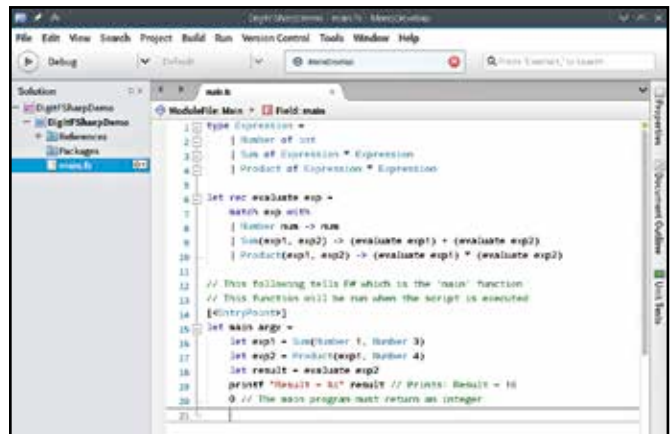 DigitFSharpDemo - main.fs - MonoDevelop
File Edit View Search Project Build Run Version Control Tools Window Help
Debug Default MonoDevelop
Solution
main.fs
DigitFSharpDemo
ModuleFile: Main Field: main
DigitFSharpDemo
References
Packages
main.fs
1 type Expression =
2 | Number of int
3 | Sum of Expression * Expression
4 | Product of Expression * Expression
5
6 let rec evaluate exp =
7 match exp with
8 | Number num -> num
9 | Sum(exp1, exp2) -> (evaluate exp1) + (evaluate exp2)
10 | Product(exp1, exp2) -> (evaluate exp1) * (evaluate exp2)
11
12 // This following tells F# which is the 'main' function
13 // This function will be run when the script is executed
14 [<EntryPoint>]
15 let main argv =
16 let exp1 = Sum(Number 1, Number 3)
17 let exp2 = Product(exp1, Number 4)
18 let result = evaluate exp2
19 printf "Result = %i" result // Prints: Result = 16
20 0 // The main program must return an integer
21
Properties
Document Outline
Unit Tests